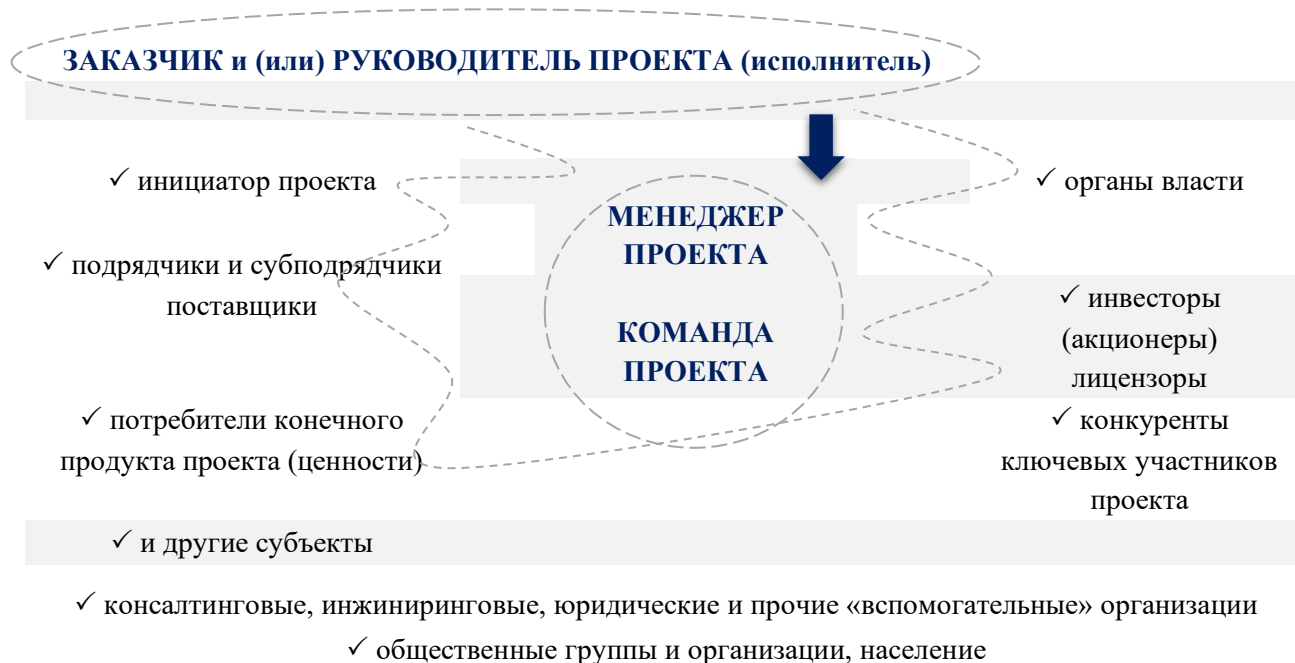 ЗАКАЗЧИК и (или) РУКОВОДИТЕЛЬ ПРОЕКТА (исполнитель)
✓ инициатор проекта
✓ органы власти
МЕНЕДЖЕР
ПРОЕКТА
✓ подрядчики и субподрядчики
поставщики
✓ инвесторы
(акционеры)
лицензоры
КОМАНДА
ПРОЕКТА
✓ потребители конечного
продукта проекта (ценности)
✓ конкуренты
ключевых участников
проекта
✓ и другие субъекты
✓ консалтинговые, инжиниринговые, юридические и прочие «вспомогательные» организации
✓ общественные группы и организации, население